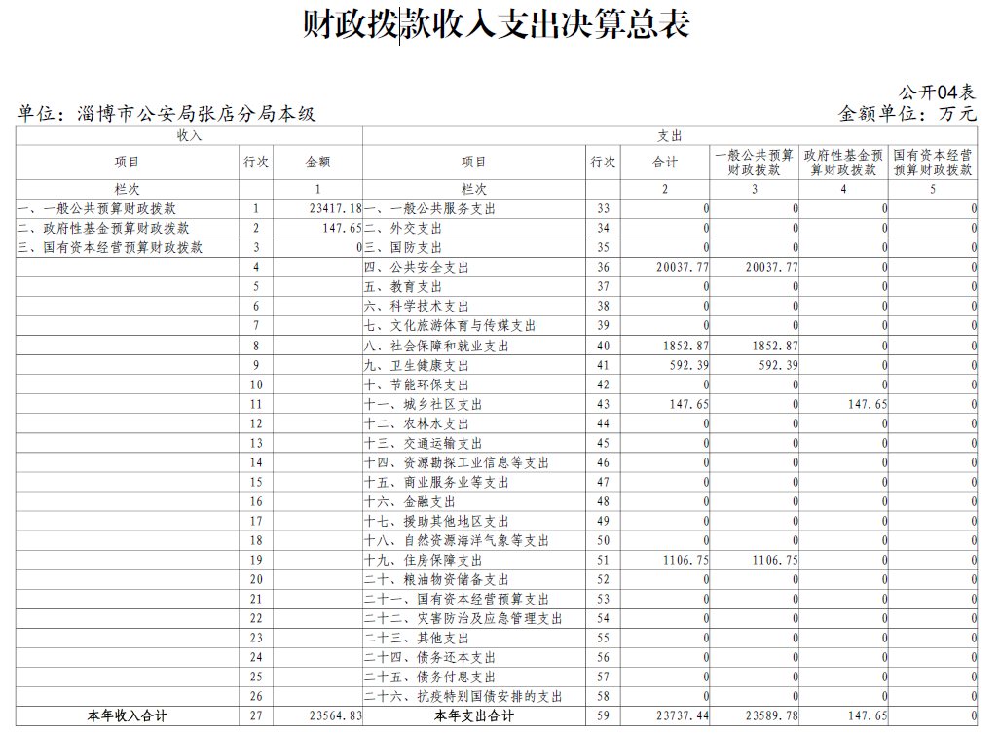 财政拨款收入支出决算总表
公开04表
单位：淄博市公安局张店分局本级 金额单位：万元
收入 支出
项目 行次 金额 项目 行次 合计 一般公共预算财政拨款 政府性基金预算财政拨款 国有资本经营预算财政拨款
栏次 1 栏次 2 3 4 5
一、一般公共预算财政拨款 1 23417.18 一、一般公共服务支出 33 0 0 0 0
二、政府性基金预算财政拨款 2 147.65 二、外交支出 34 0 0 0 0
三、国有资本经营预算财政拨款 3 0 三、国防支出 35 0 0 0 0
4 四、公共安全支出 36 20037.77 20037.77 0 0
5 五、教育支出 37 0 0 0 0
6 六、科学技术支出 38 0 0 0 0
7 七、文化旅游体育与传媒支出 39 0 0 0 0
8 八、社会保障和就业支出 40 1852.87 1852.87 0 0
9 九、卫生健康支出 41 592.39 592.39 0 0
10 十、节能环保支出 42 0 0 0 0
11 十一、城乡社区支出 43 147.65 0 147.65 0
12 十二、农林水支出 44 0 0 0 0
13 十三、交通运输支出 45 0 0 0 0
14 十四、资源勘探工业信息等支出 46 0 0 0 0
15 十五、商业服务业等支出 47 0 0 0 0
16 十六、金融支出 48 0 0 0 0
17 十七、援助其他地区支出 49 0 0 0 0
18 十八、自然资源海洋气象等支出 50 0 0 0 0
19 十九、住房保障支出 51 1106.75 1106.75 0 0
20 二十、粮油物资储备支出 52 0 0 0 0
21 二十一、国有资本经营预算支出 53 0 0 0 0
22 二十二、灾害防治及应急管理支出 54 0 0 0 0
23 二十三、其他支出 55 0 0 0 0
24 二十四、债务还本支出 56 0 0 0 0
25 二十五、债务付息支出 57 0 0 0 0
26 二十六、抗疫特别国债安排的支出 58 0 0 0 0
本年收入合计 27 23564.83 本年支出合计 59 23737.44 23589.78 147.65 0